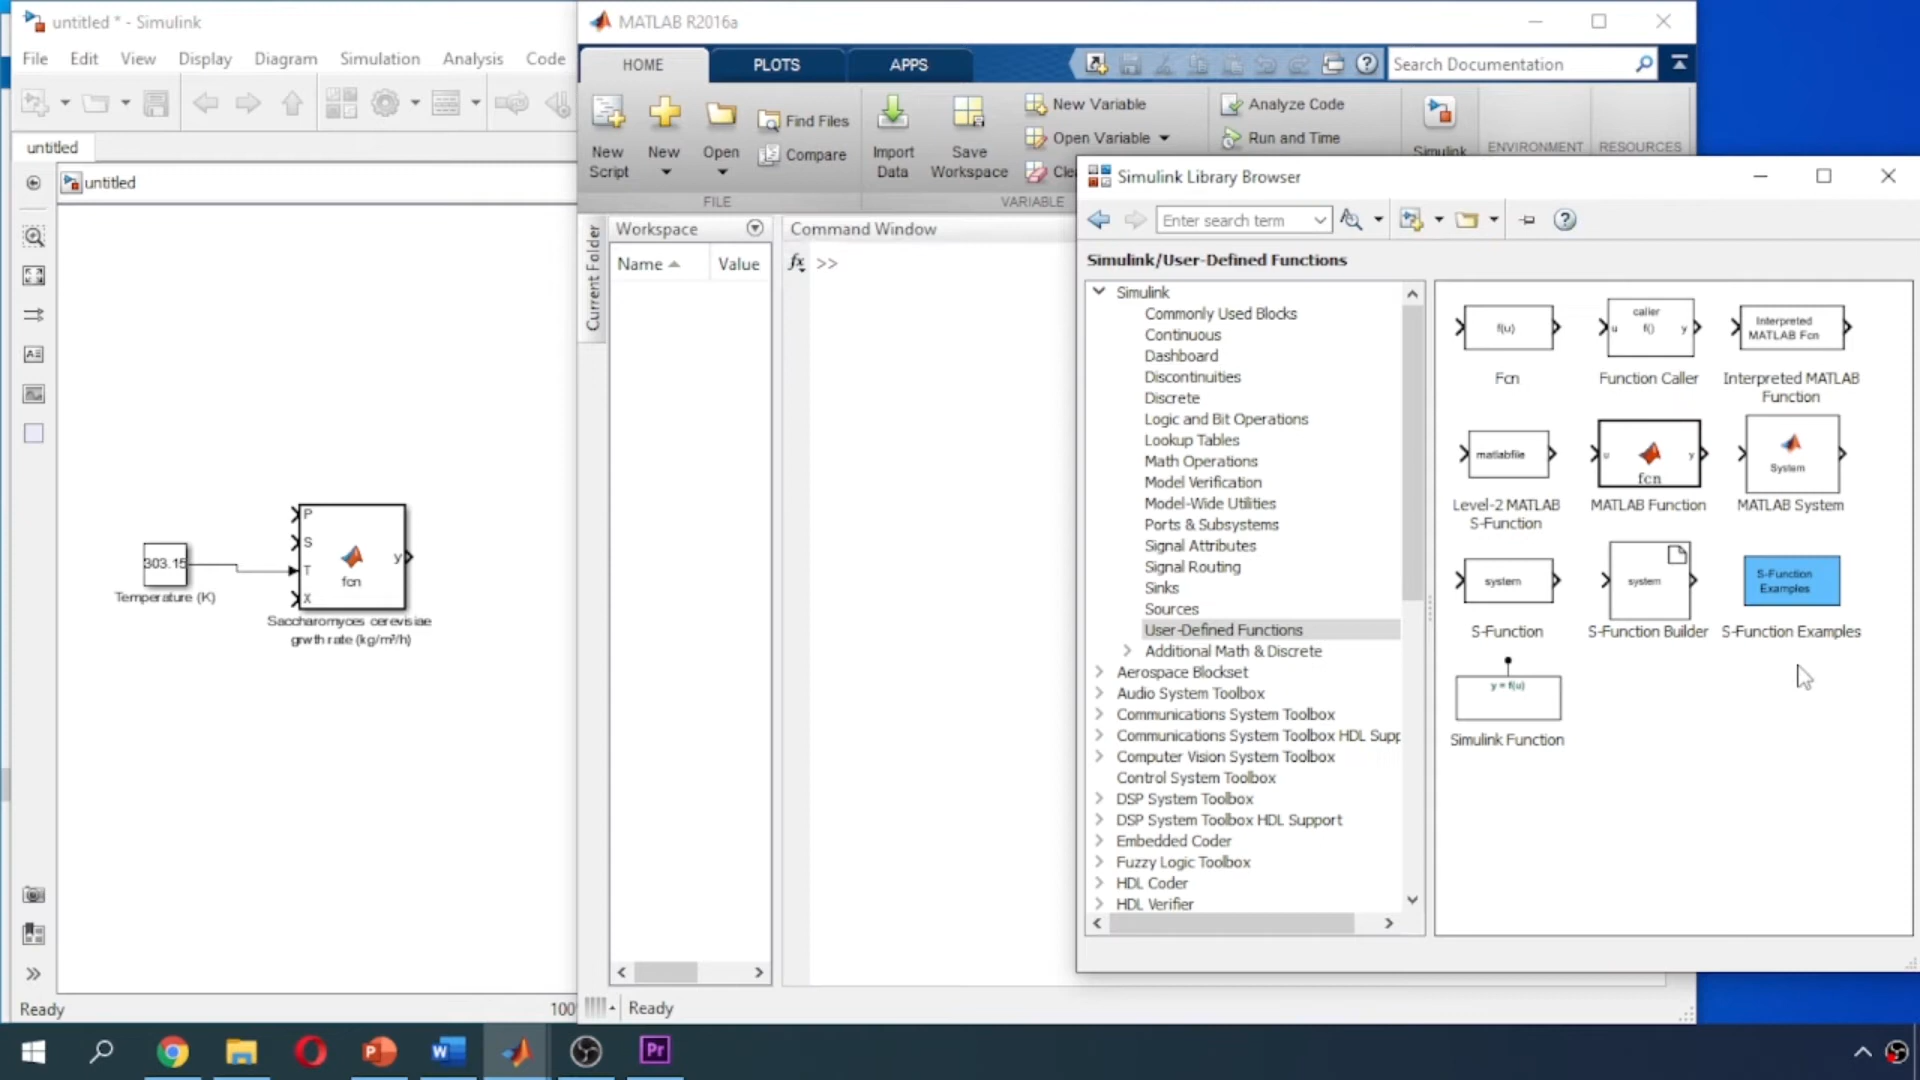 untitled * - Simulink
File Edit View Display Diagram Simulation Analysis Code
untitled
untitled
303.15
Temperature (K)
P
S
T
X
y
fcn
Saccharomyces cerevisiae
grwth rate (kg/m³/h)
Ready
100
MATLAB R2016a
HOME PLOTS APPS
Search Documentation
New
Script
New
Open
Find Files
Compare
Import
Data
Save
Workspace
New Variable
Open Variable
Cle
Analyze Code
Run and Time
Simulink
ENVIRONMENT
RESOURCES
FILE
VARIABLE
Current Folder
Workspace
Name
Value
Command Window
fx >>
Ready
Simulink Library Browser
Enter search term
Simulink/User-Defined Functions
Simulink
Commonly Used Blocks
Continuous
Dashboard
Discontinuities
Discrete
Logic and Bit Operations
Lookup Tables
Math Operations
Model Verification
Model-Wide Utilities
Ports & Subsystems
Signal Attributes
Signal Routing
Sinks
Sources
User-Defined Functions
Additional Math & Discrete
Aerospace Blockset
Audio System Toolbox
Communications System Toolbox
Communications System Toolbox HDL Supp
Computer Vision System Toolbox
Control System Toolbox
DSP System Toolbox
DSP System Toolbox HDL Support
Embedded Coder
Fuzzy Logic Toolbox
HDL Coder
HDL Verifier
f(u)
Fcn
caller
u f() y
Function Caller
Interpreted
MATLAB Fcn
Interpreted MATLAB
Function
matlabfile
Level-2 MATLAB
S-Function
u y
fcn
MATLAB Function
System
MATLAB System
system
S-Function
system
S-Function Builder
S-Function
Examples
S-Function Examples
y = f(u)
Simulink Function
P
W
Pr